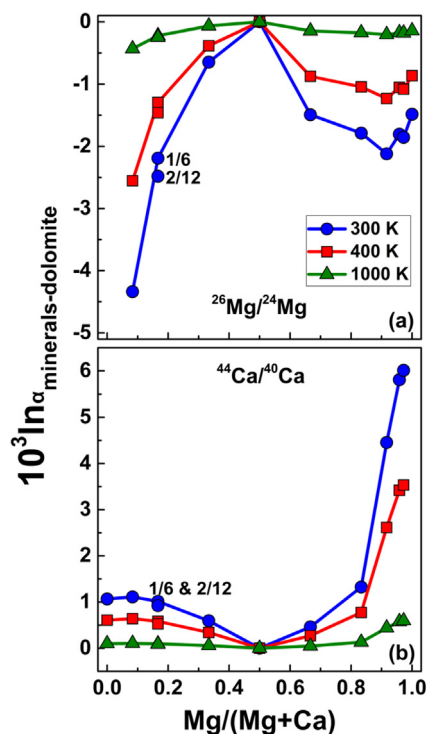 10³lnα minerals-dolomite
0
-1
-2
-3
-4
-5
1/6
2/12
300 K
400 K
1000 K
²⁶Mg/²⁴Mg
(a)
6
5
4
3
2
1
0
⁴⁴Ca/⁴⁰Ca
1/6 & 2/12
(b)
0.0 0.2 0.4 0.6 0.8 1.0
Mg/(Mg+Ca)